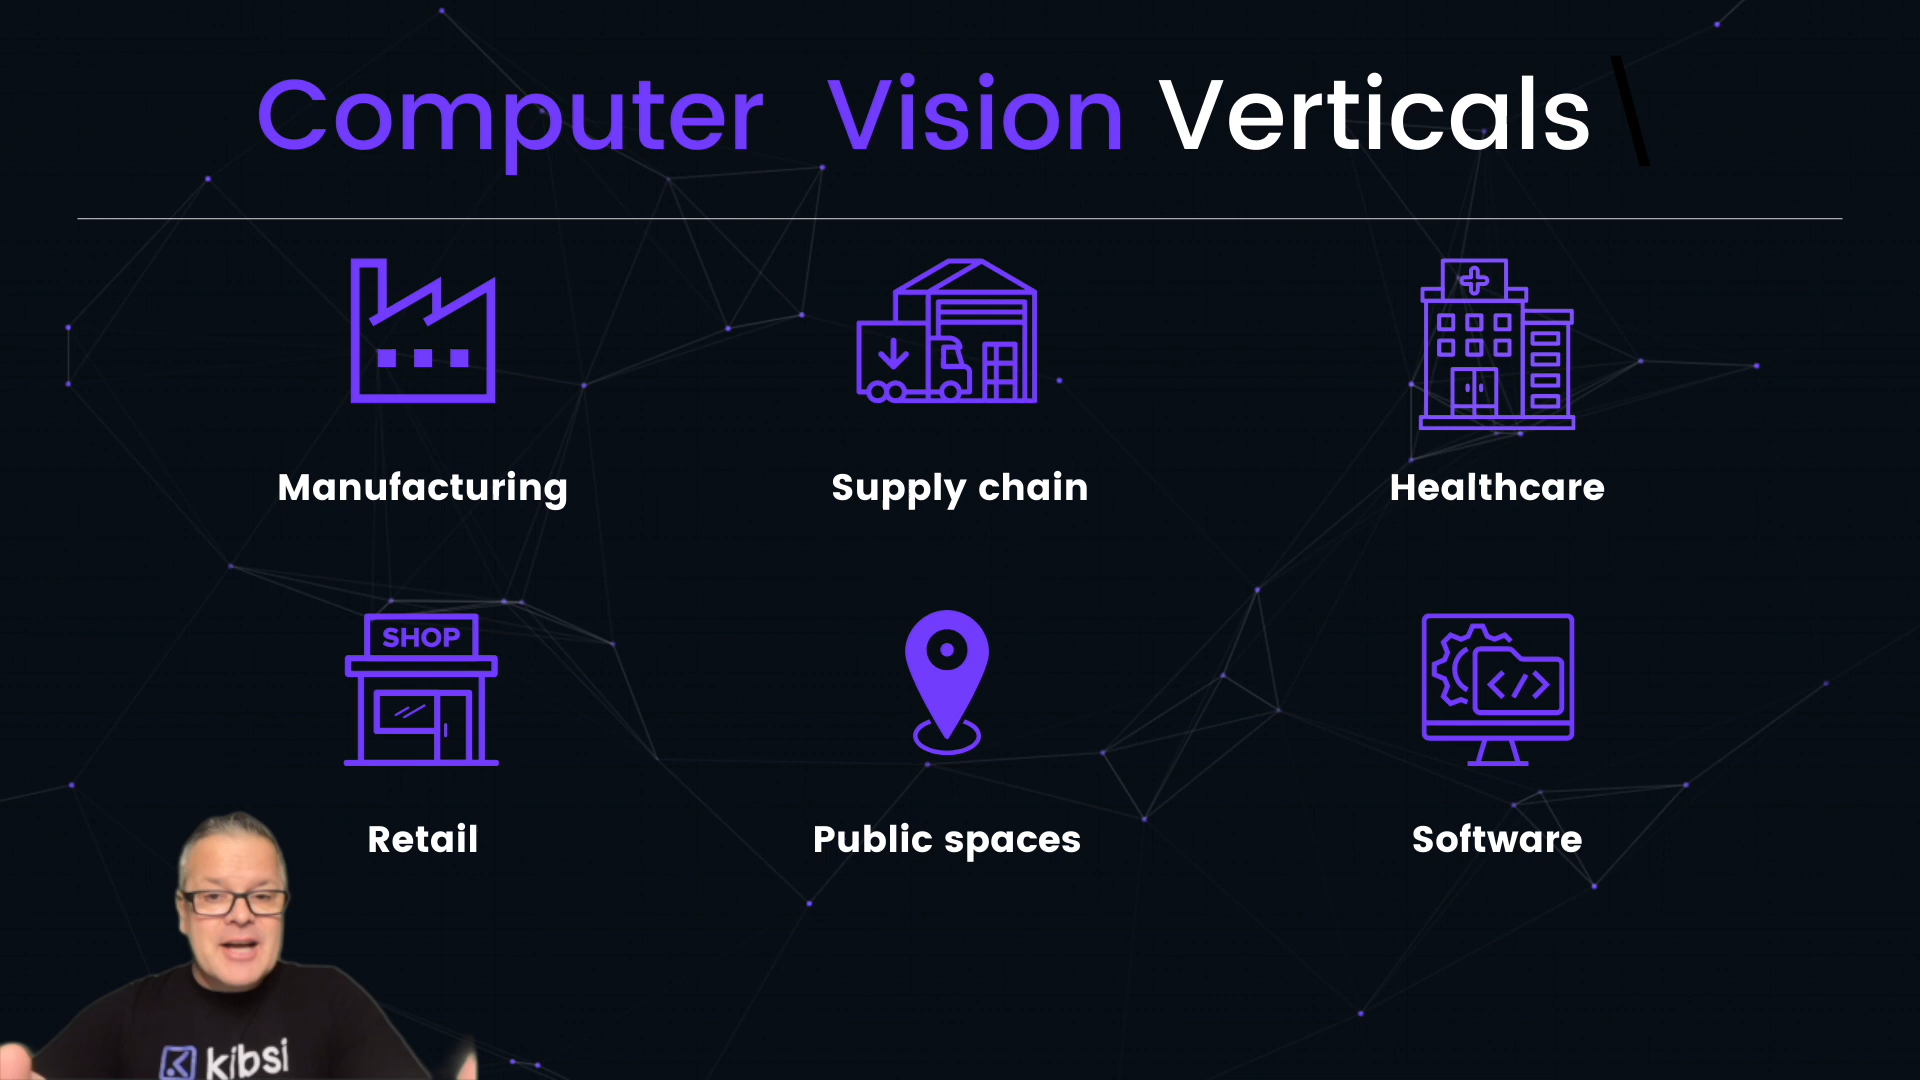 Computer Vision Verticals \
Manufacturing
Supply chain
Healthcare
SHOP
Retail
Public spaces
</>
Software
kibsi